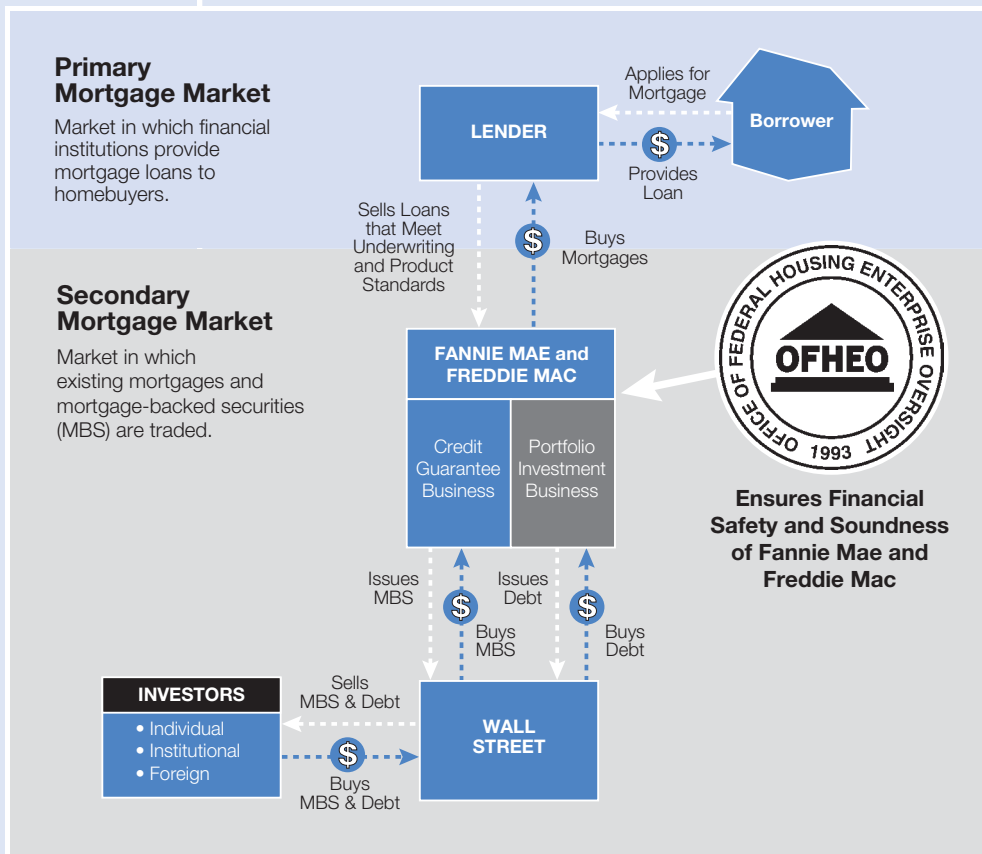 Primary
Mortgage Market
Market in which financial
institutions provide
mortgage loans to
homebuyers.
LENDER
Applies for
Mortgage
Borrower
$
Provides
Loan
Sells Loans
that Meet
Underwriting
and Product
Standards
$
Buys
Mortgages
Secondary
Mortgage Market
Market in which
existing mortgages and
mortgage-backed securities
(MBS) are traded.
FANNIE MAE and
FREDDIE MAC
Credit
Guarantee
Business
Portfolio
Investment
Business
OFFICE OF FEDERAL HOUSING ENTERPRISE OVERSIGHT
OFHEO
1993
Ensures Financial
Safety and Soundness
of Fannie Mae and
Freddie Mac
Issues
MBS
$
Buys
MBS
Issues
Debt
$
Buys
Debt
INVESTORS
• Individual
• Institutional
• Foreign
Sells
MBS & Debt
$
Buys
MBS & Debt
WALL
STREET